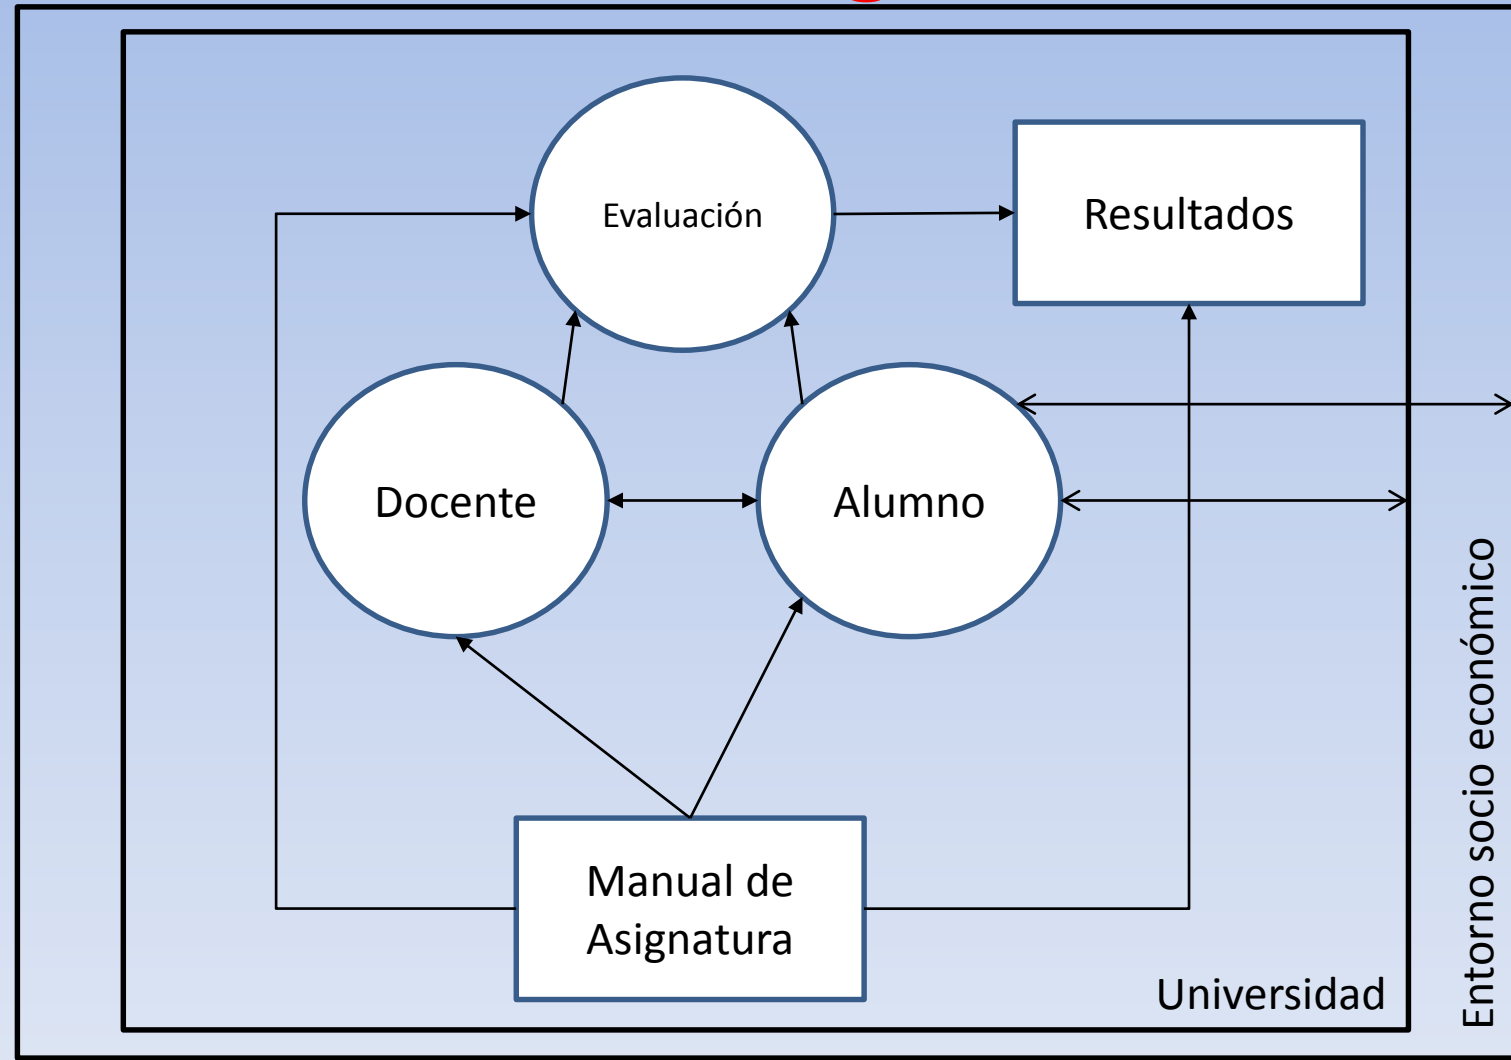 Evaluación
Resultados
Docente
Alumno
Manual de
Asignatura
Universidad
Entorno socio económico